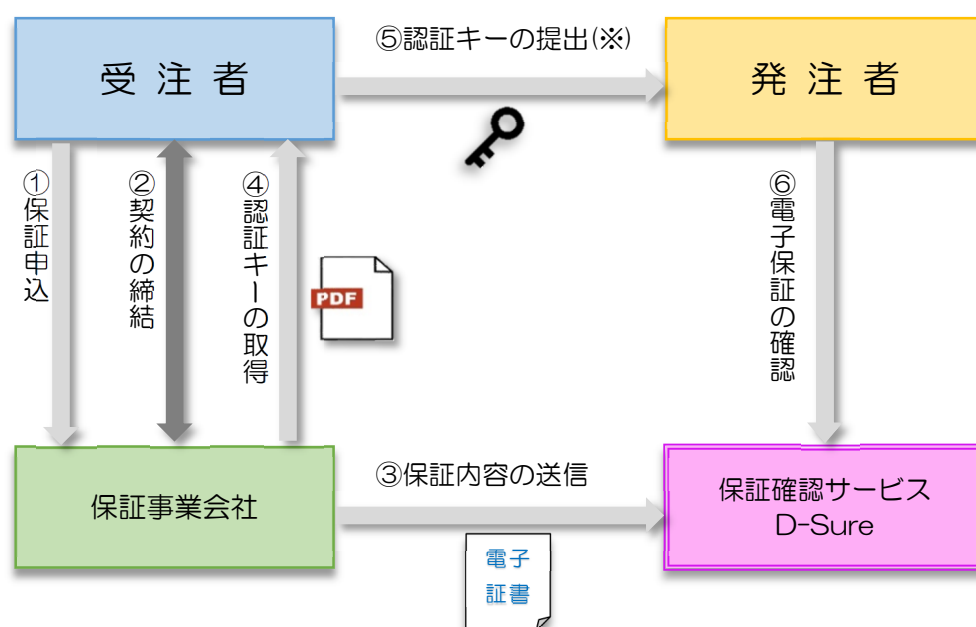 ⑤認証キーの提出(※)
受 注 者
発 注 者
①保証申込
②契約の締結
④認証キーの取得
PDF
⑥電子保証の確認
③保証内容の送信
保証事業会社
保証確認サービス
D-Sure
電子
証書